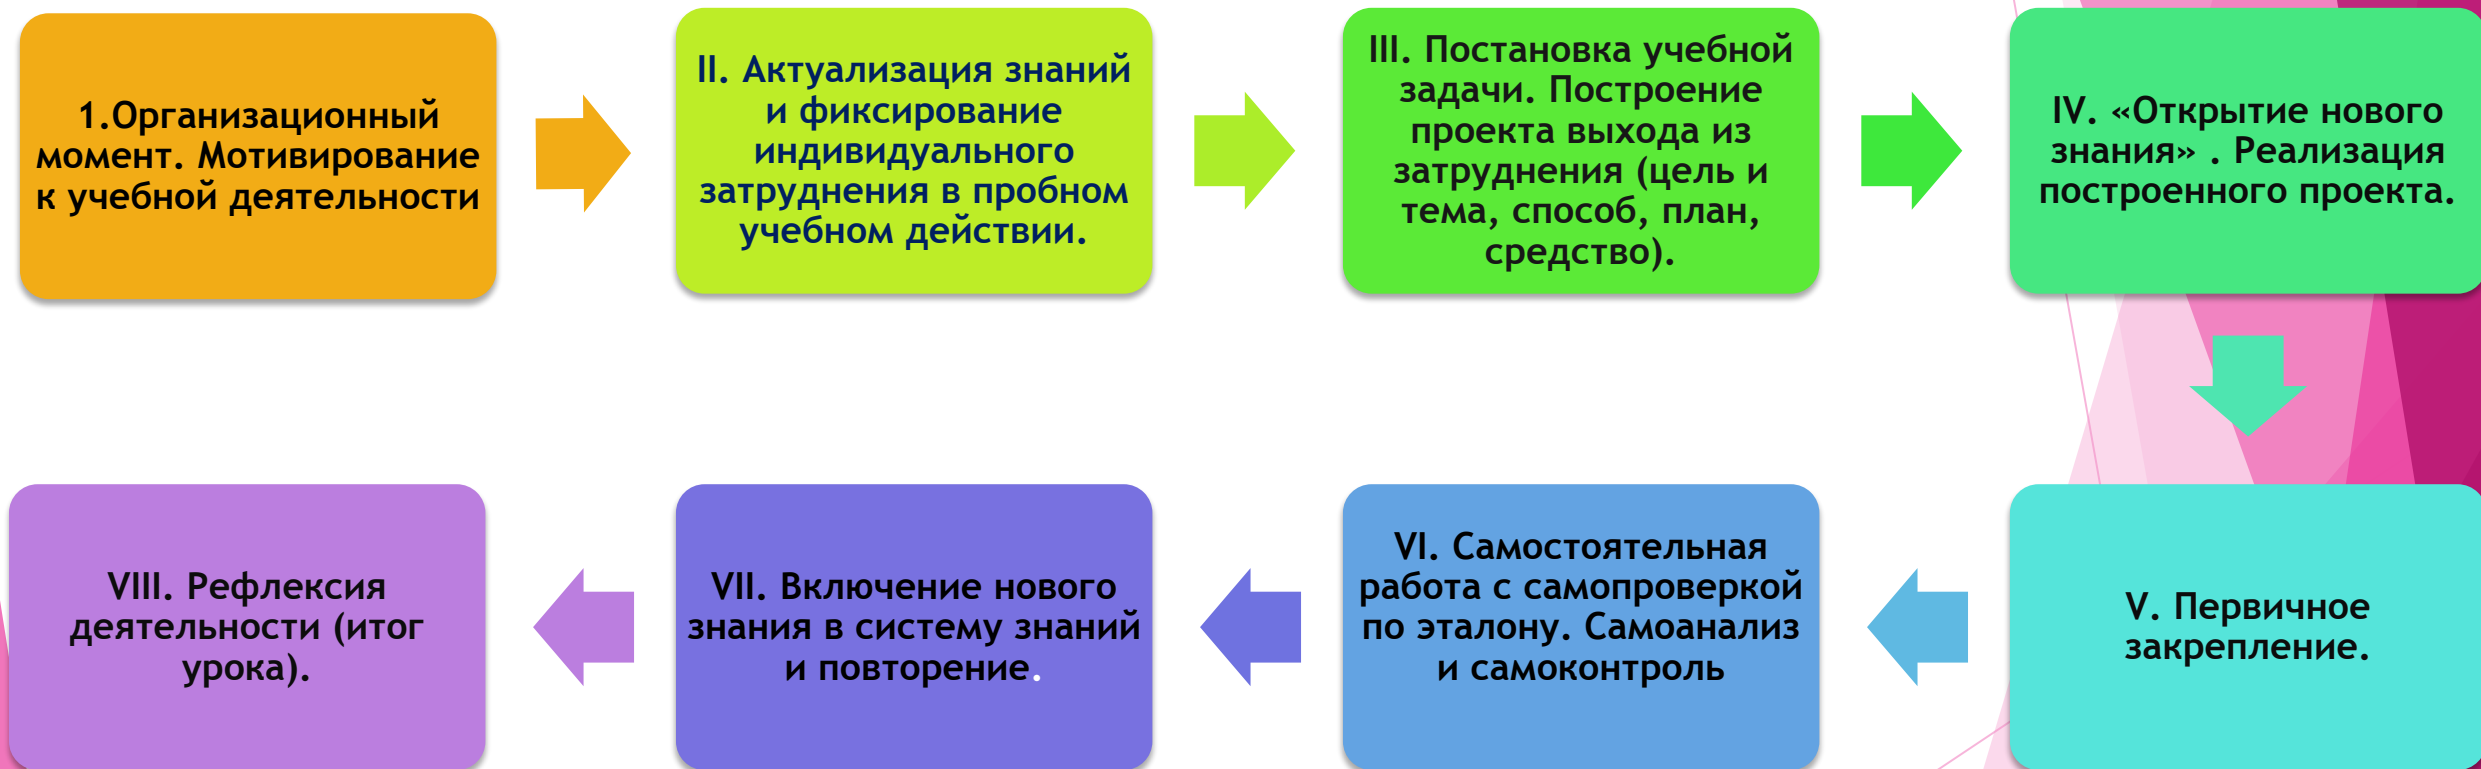 1.Организационный
момент. Мотивирование
к учебной деятельности
II. Актуализация знаний
и фиксирование
индивидуального
затруднения в пробном
учебном действии.
III. Постановка учебной
задачи. Построение
проекта выхода из
затруднения (цель и
тема, способ, план,
средство).
IV. «Открытие нового
знания» . Реализация
построенного проекта.
V. Первичное
закрепление.
VI. Самостоятельная
работа с самопроверкой
по эталону. Самоанализ
и самоконтроль
VII. Включение нового
знания в систему знаний
и повторение.
VIII. Рефлексия
деятельности (итог
урока).